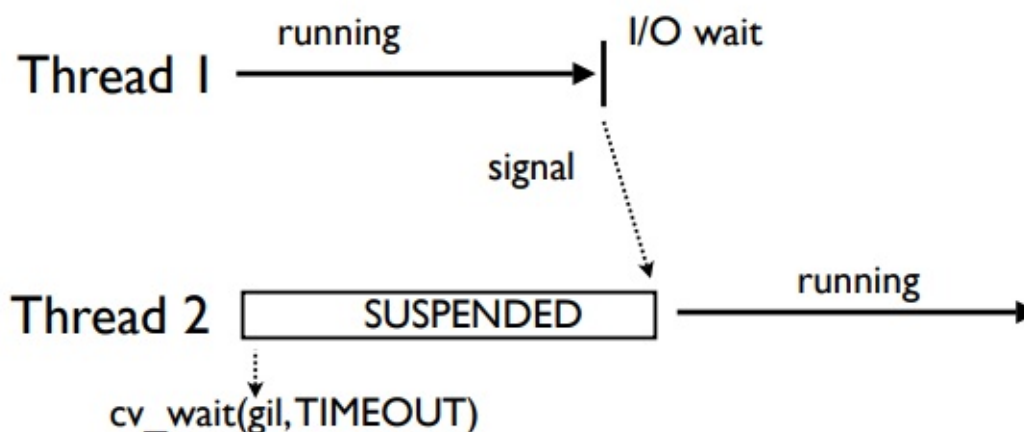 running
I/O wait
Thread 1
signal
running
Thread 2
SUSPENDED
cv_wait(gil, TIMEOUT)